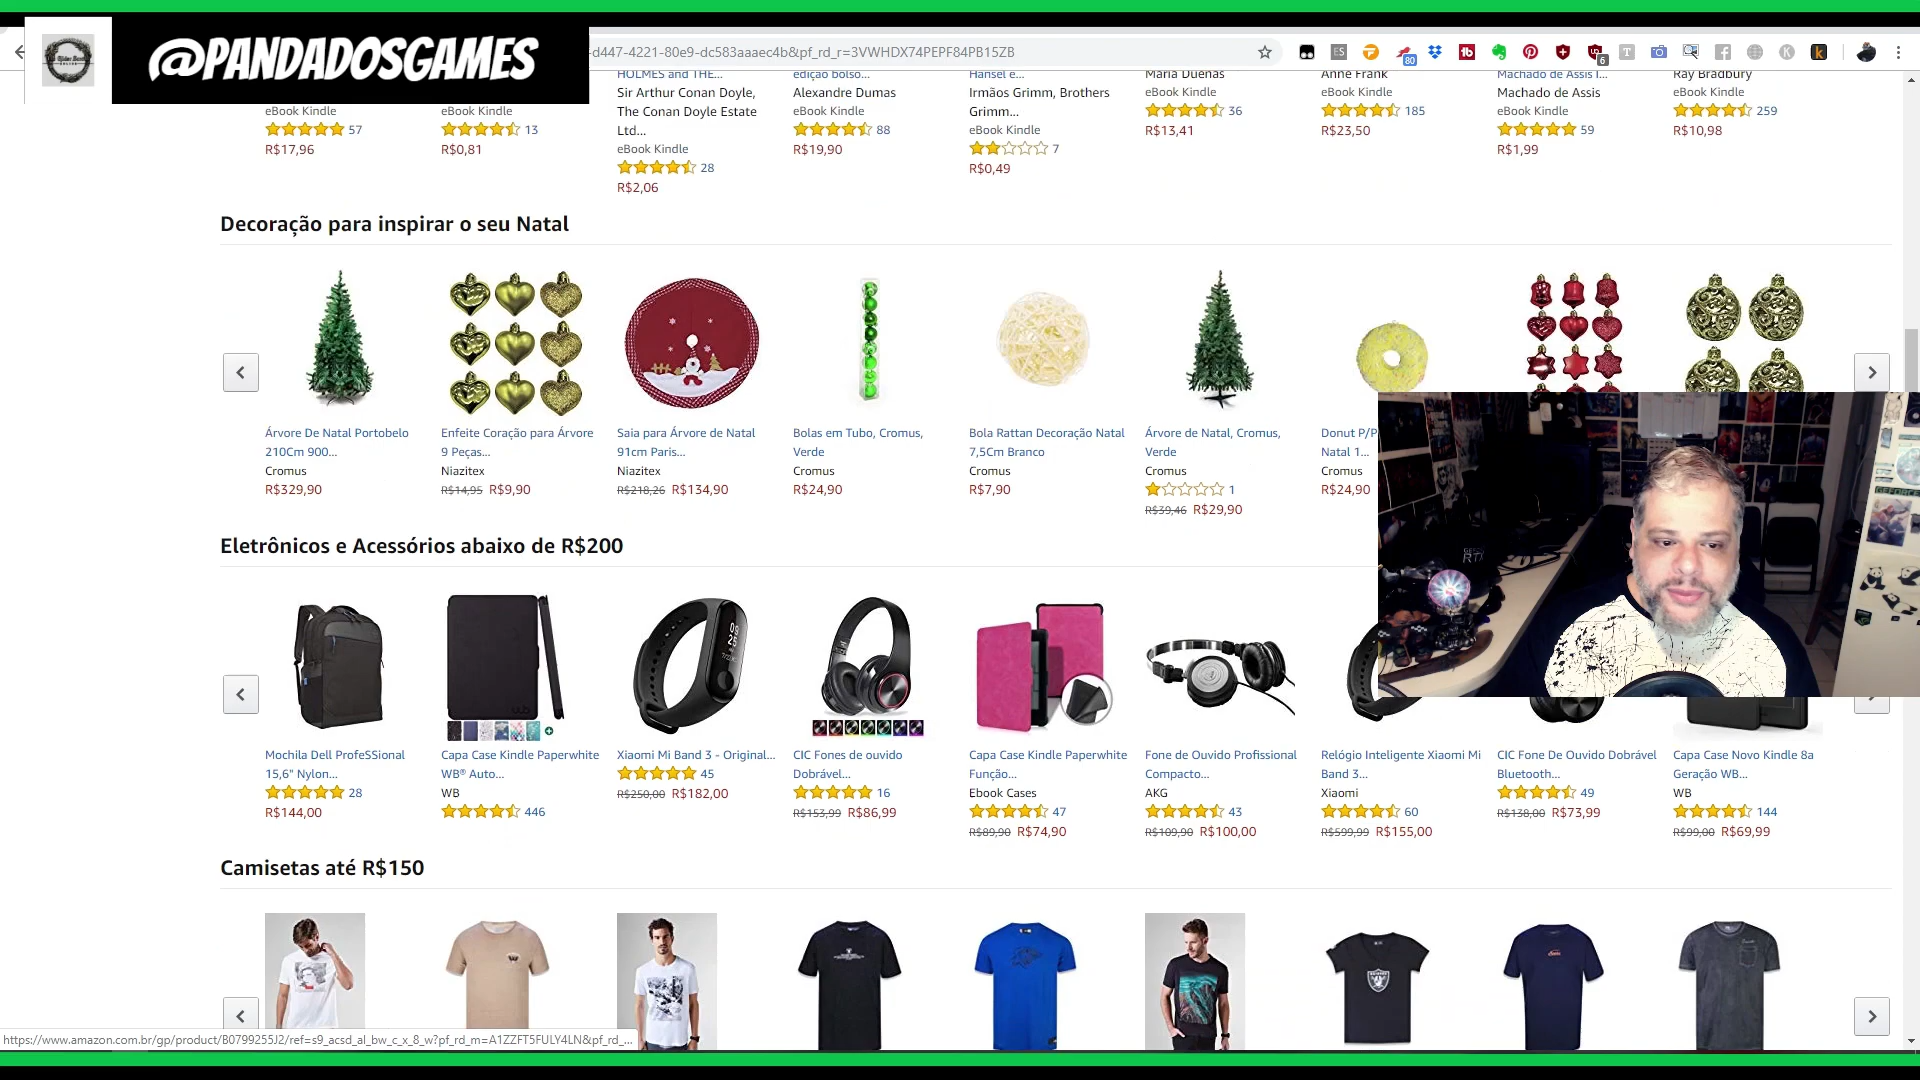 @PANDADOSGAMES
-d447-4221-80e9-dc583aaaec4b&pf_rd_r=3VWHDX74PEPF84PB15ZB
80
6
eBook Kindle
57
R$17,96
eBook Kindle
13
R$0,81
HOLMES and THE...
Sir Arthur Conan Doyle,
The Conan Doyle Estate
Ltd...
eBook Kindle
28
R$2,06
edição bolso...
Alexandre Dumas
eBook Kindle
88
R$19,90
Hansel e...
Irmãos Grimm, Brothers
Grimm...
eBook Kindle
7
R$0,49
Maria Dueñas
eBook Kindle
36
R$13,41
Anne Frank
eBook Kindle
185
R$23,50
Machado de Assis I...
Machado de Assis
eBook Kindle
59
R$1,99
Ray Bradbury
eBook Kindle
259
R$10,98
Decoração para inspirar o seu Natal
Árvore De Natal Portobelo
210Cm 900...
Cromus
R$329,90
Enfeite Coração para Árvore
9 Peças...
Niazitex
R$14,95 R$9,90
Saia para Árvore de Natal
91cm Paris...
Niazitex
R$218,26 R$134,90
Bolas em Tubo, Cromus,
Verde
Cromus
R$24,90
Bola Rattan Decoração Natal
7,5Cm Branco
Cromus
R$7,90
Árvore de Natal, Cromus,
Verde
Cromus
1
R$39,46 R$29,90
Donut P/P
Natal 1...
Cromus
R$24,90
Eletrônicos e Acessórios abaixo de R$200
Mochila Dell ProfeSSional
15,6" Nylon...
28
R$144,00
Capa Case Kindle Paperwhite
WB® Auto...
WB
446
Xiaomi Mi Band 3 - Original...
45
R$250,00 R$182,00
CIC Fones de ouvido
Dobrável...
16
R$153,99 R$86,99
Capa Case Kindle Paperwhite
Função...
Ebook Cases
47
R$89,90 R$74,90
Fone de Ouvido Profissional
Compacto...
AKG
43
R$109,90 R$100,00
Relógio Inteligente Xiaomi Mi
Band 3...
Xiaomi
60
R$599,99 R$155,00
CIC Fone De Ouvido Dobrável
Bluetooth...
49
R$138,00 R$73,99
Capa Case Novo Kindle 8a
Geração WB...
WB
144
R$99,00 R$69,99
Camisetas até R$150
https://www.amazon.com.br/gp/product/B0799255J2/ref=s9_acsd_al_bw_c_x_8_w?pf_rd_m=A1ZZFT5FULY4LN&pf_rd_...